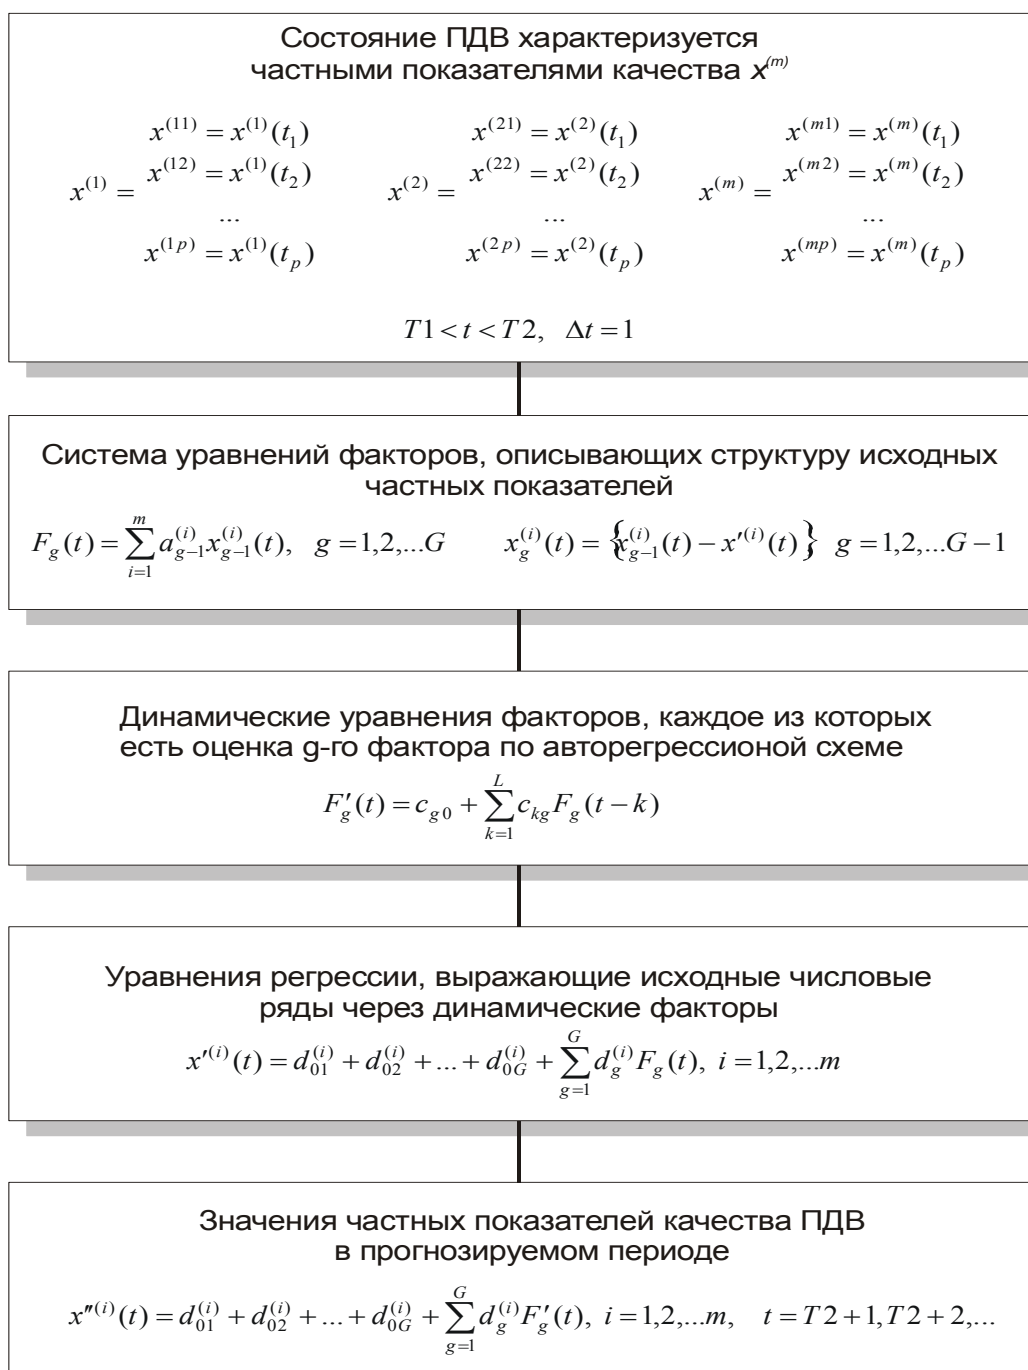 Состояние ПДВ характеризуется
частными показателями качества x^(m)
x^(11) = x^(1)(t_1) x^(21) = x^(2)(t_1) x^(m1) = x^(m)(t_1)
x^(1) = x^(12) = x^(1)(t_2) x^(2) = x^(22) = x^(2)(t_2) x^(m) = x^(m2) = x^(m)(t_2)
... ... ...
x^(1p) = x^(1)(t_p) x^(2p) = x^(2)(t_p) x^(mp) = x^(m)(t_p)
T1 < t < T2, Δt = 1
Система уравнений факторов, описывающих структуру исходных
частных показателей
F_g(t) = ∑_{i=1}^{m} a_{g-1}^{(i)} x_{g-1}^{(i)}(t), g = 1,2,...G x_g^{(i)}(t) = {x_{g-1}^{(i)}(t) − x′^{(i)}(t)} g = 1,2,...G − 1
Динамические уравнения факторов, каждое из которых
есть оценка g-го фактора по авторегрессионой схеме
F′_g(t) = c_{g0} + ∑_{k=1}^{L} c_{kg} F_g(t − k)
Уравнения регрессии, выражающие исходные числовые
ряды через динамические факторы
x′^{(i)}(t) = d_{01}^{(i)} + d_{02}^{(i)} + ... + d_{0G}^{(i)} + ∑_{g=1}^{G} d_g^{(i)} F_g(t), i = 1,2,...m
Значения частных показателей качества ПДВ
в прогнозируемом периоде
x″^{(i)}(t) = d_{01}^{(i)} + d_{02}^{(i)} + ... + d_{0G}^{(i)} + ∑_{g=1}^{G} d_g^{(i)} F′_g(t), i = 1,2,...m, t = T2 + 1, T2 + 2,...